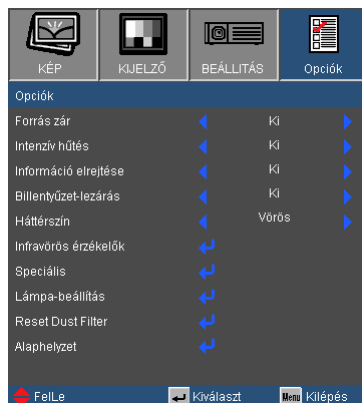 KÉP KIJELZŐ BEÁLLITÁS Opciók
Opciók
Forrás zár Ki
Intenzív hűtés Ki
Információ elrejtése Ki
Billentyűzet-lezárás Ki
Háttérszín Vörös
Infravörös érzékelők
Speciális
Lámpa-beállítás
Reset Dust Filter
Alaphelyzet
FelLe Kiválaszt Menu Kilépés